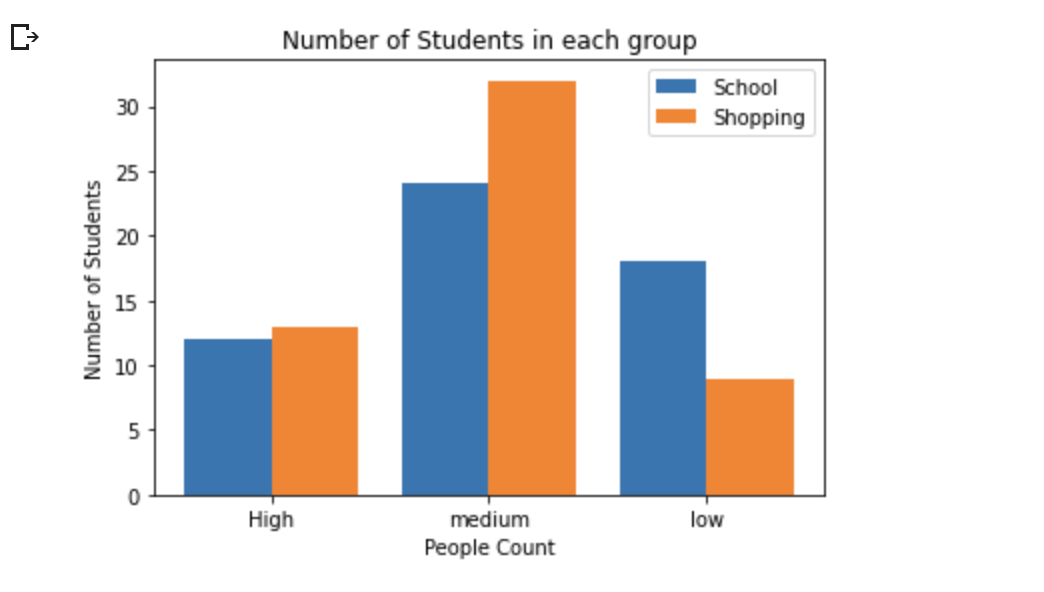 Number of Students in each group
School
Shopping
Number of Students
30
25
20
15
10
5
0
High medium low
People Count